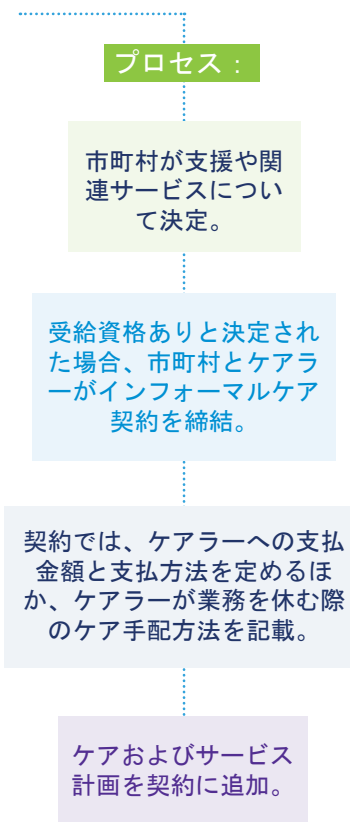 プロセス：
市町村が支援や関
連サービスについ
て決定。
受給資格ありと決定され
た場合、市町村とケアラ
ーがインフォーマルケア
契約を締結。
契約では、ケアラーへの支払
金額と支払方法を定めるほ
か、ケアラーが業務を休む際
のケア手配方法を記載。
ケアおよびサービス
計画を契約に追加。